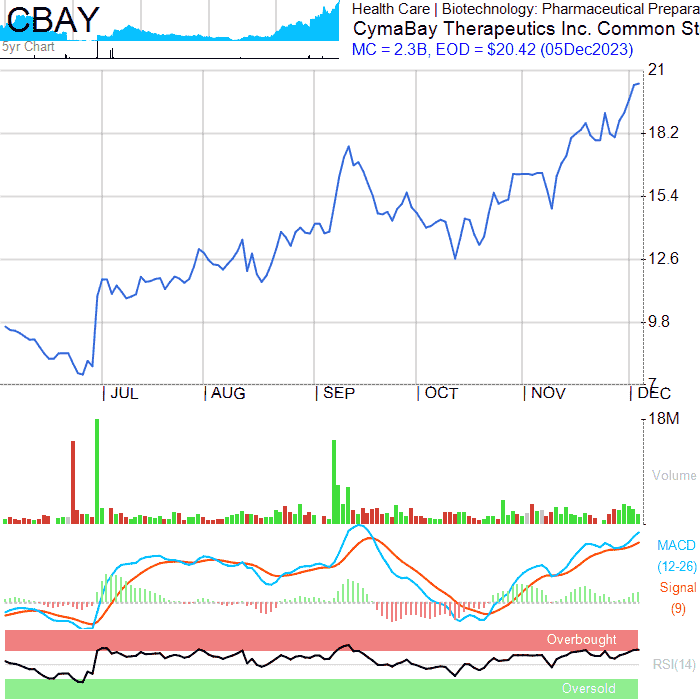 CBAY
5yr Chart
Health Care | Biotechnology: Pharmaceutical Prepara
CymaBay Therapeutics Inc. Common St
MC = 2.3B, EOD = $20.42 (05Dec2023)
21
18.2
15.4
12.6
9.8
7
| JUL | AUG | SEP | OCT | NOV | DEC
18M
Volume
MACD
(12-26)
Signal
(9)
Overbought
RSI(14)
Oversold